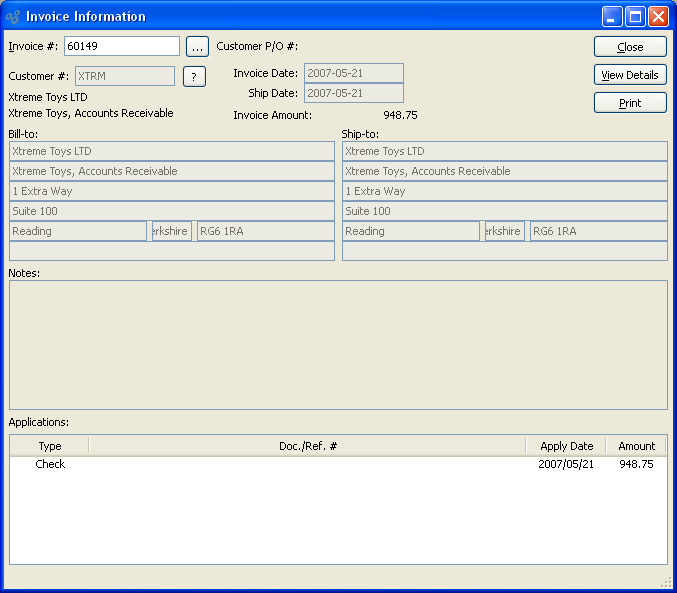 Invoice Information
Invoice #: 60149 ... Customer P/O #: Close
Customer #: XTRM ? Invoice Date: 2007-05-21 View Details
Ship Date: 2007-05-21
Xtreme Toys LTD
Xtreme Toys, Accounts Receivable Invoice Amount: 948.75 Print
Bill-to: Ship-to:
Xtreme Toys LTD Xtreme Toys LTD
Xtreme Toys, Accounts Receivable Xtreme Toys, Accounts Receivable
1 Extra Way 1 Extra Way
Suite 100 Suite 100
Reading erkshire RG6 1RA Reading erkshire RG6 1RA
Notes:
Applications:
Type Doc./Ref. # Apply Date Amount
Check 2007/05/21 948.75